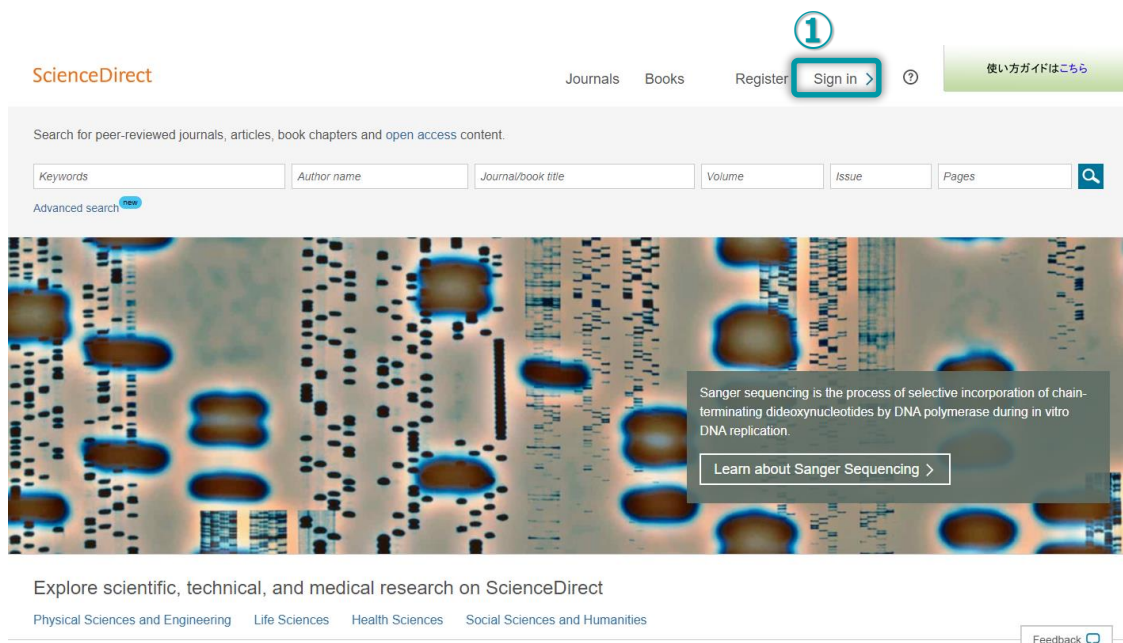 ①
ScienceDirect
Journals Books Register Sign in >
使い方ガイドはこちら
Search for peer-reviewed journals, articles, book chapters and open access content.
Keywords Author name Journal/book title Volume Issue Pages
Advanced search new
Sanger sequencing is the process of selective incorporation of chain-
terminating dideoxynucleotides by DNA polymerase during in vitro
DNA replication.
Learn about Sanger Sequencing >
Explore scientific, technical, and medical research on ScienceDirect
Physical Sciences and Engineering Life Sciences Health Sciences Social Sciences and Humanities
Feedback